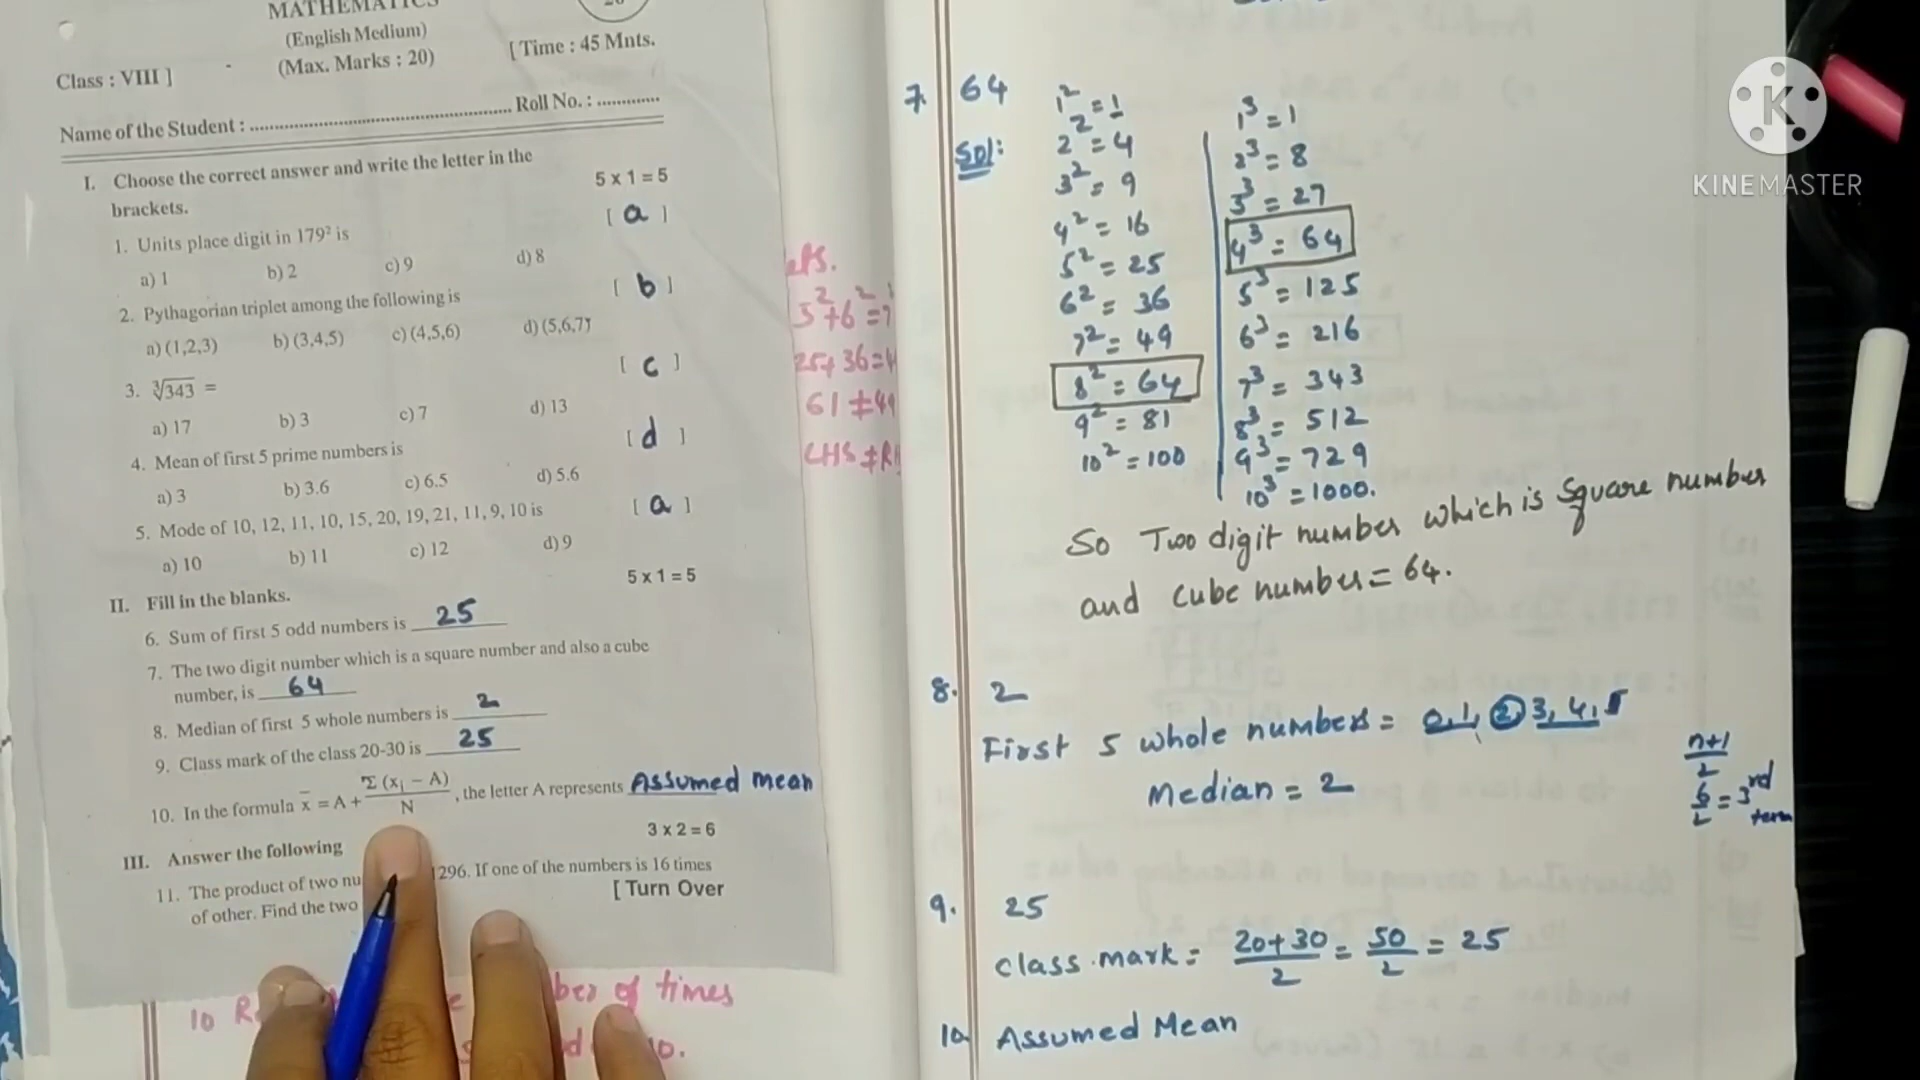 MATHEMATICS
(English Medium)
Class : VIII ] - (Max. Marks : 20) [ Time : 45 Mnts.
Name of the Student : ............................................. Roll No. : .............
I. Choose the correct answer and write the letter in the
brackets. 5 x 1 = 5
1. Units place digit in 179² is [ a ]
a) 1 b) 2 c) 9 d) 8
2. Pythagorian triplet among the following is [ b ]
a) (1,2,3) b) (3,4,5) c) (4,5,6) d) (5,6,7)
3. ∛343 = [ c ]
a) 17 b) 3 c) 7 d) 13
4. Mean of first 5 prime numbers is [ d ]
a) 3 b) 3.6 c) 6.5 d) 5.6
5. Mode of 10, 12, 11, 10, 15, 20, 19, 21, 11, 9, 10 is [ a ]
a) 10 b) 11 c) 12 d) 9
II. Fill in the blanks. 5 x 1 = 5
6. Sum of first 5 odd numbers is 25
7. The two digit number which is a square number and also a cube
number, is 64
8. Median of first 5 whole numbers is 2
9. Class mark of the class 20-30 is 25
10. In the formula x̄ = A + Σ (xᵢ − A) / N , the letter A represents Assumed mean
III. Answer the following 3 x 2 = 6
11. The product of two 1296. If one of the numbers is 16 times
of other. Find the two [ Turn Over
5²+6²=7
25+36=4
61≠49
LHS≠R
10 of times
10.
7. 64
Sol:
1² = 1
2² = 4
3² = 9
4² = 16
5² = 25
6² = 36
7² = 49
8² = 64
9² = 81
10² = 100
1³ = 1
2³ = 8
3³ = 27
4³ = 64
5³ = 125
6³ = 216
7³ = 343
8³ = 512
9³ = 729
10³ = 1000.
So Two digit number which is square number
and cube number = 64.
8. 2
First 5 whole numbers = 0, 1, 2, 3, 4, 5
Median = 2
n+1/2
6/2 = 3rd term
9. 25
class.mark = 20+30/2 = 50/2 = 25
10. Assumed Mean
K
KINEMASTER